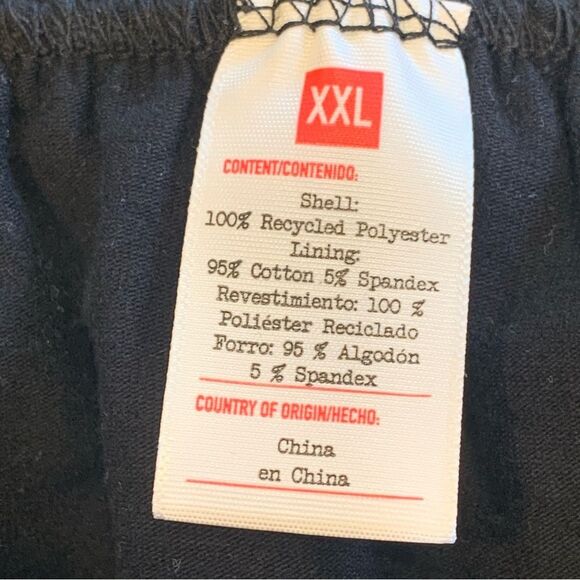 XXL
CONTENT/CONTENIDO:
Shell:
100% Recycled Polyester
Lining:
95% Cotton 5% Spandex
Revestimiento: 100 %
Poliéster Reciclado
Forro: 95 % Algodón
5 % Spandex
COUNTRY OF ORIGIN/HECHO:
China
en China